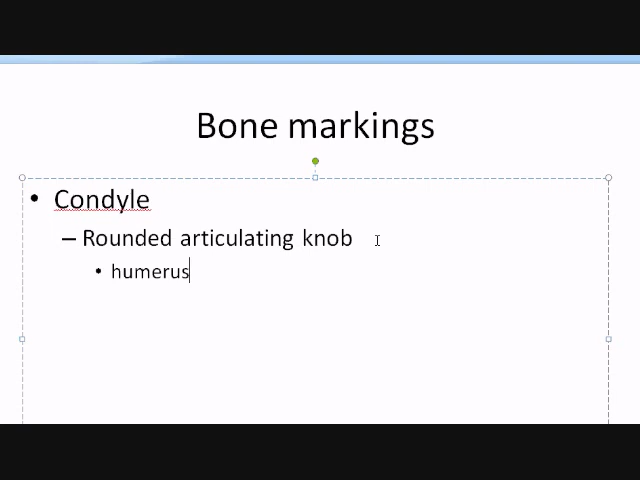 Bone markings
• Condyle
– Rounded articulating knob
• humerus